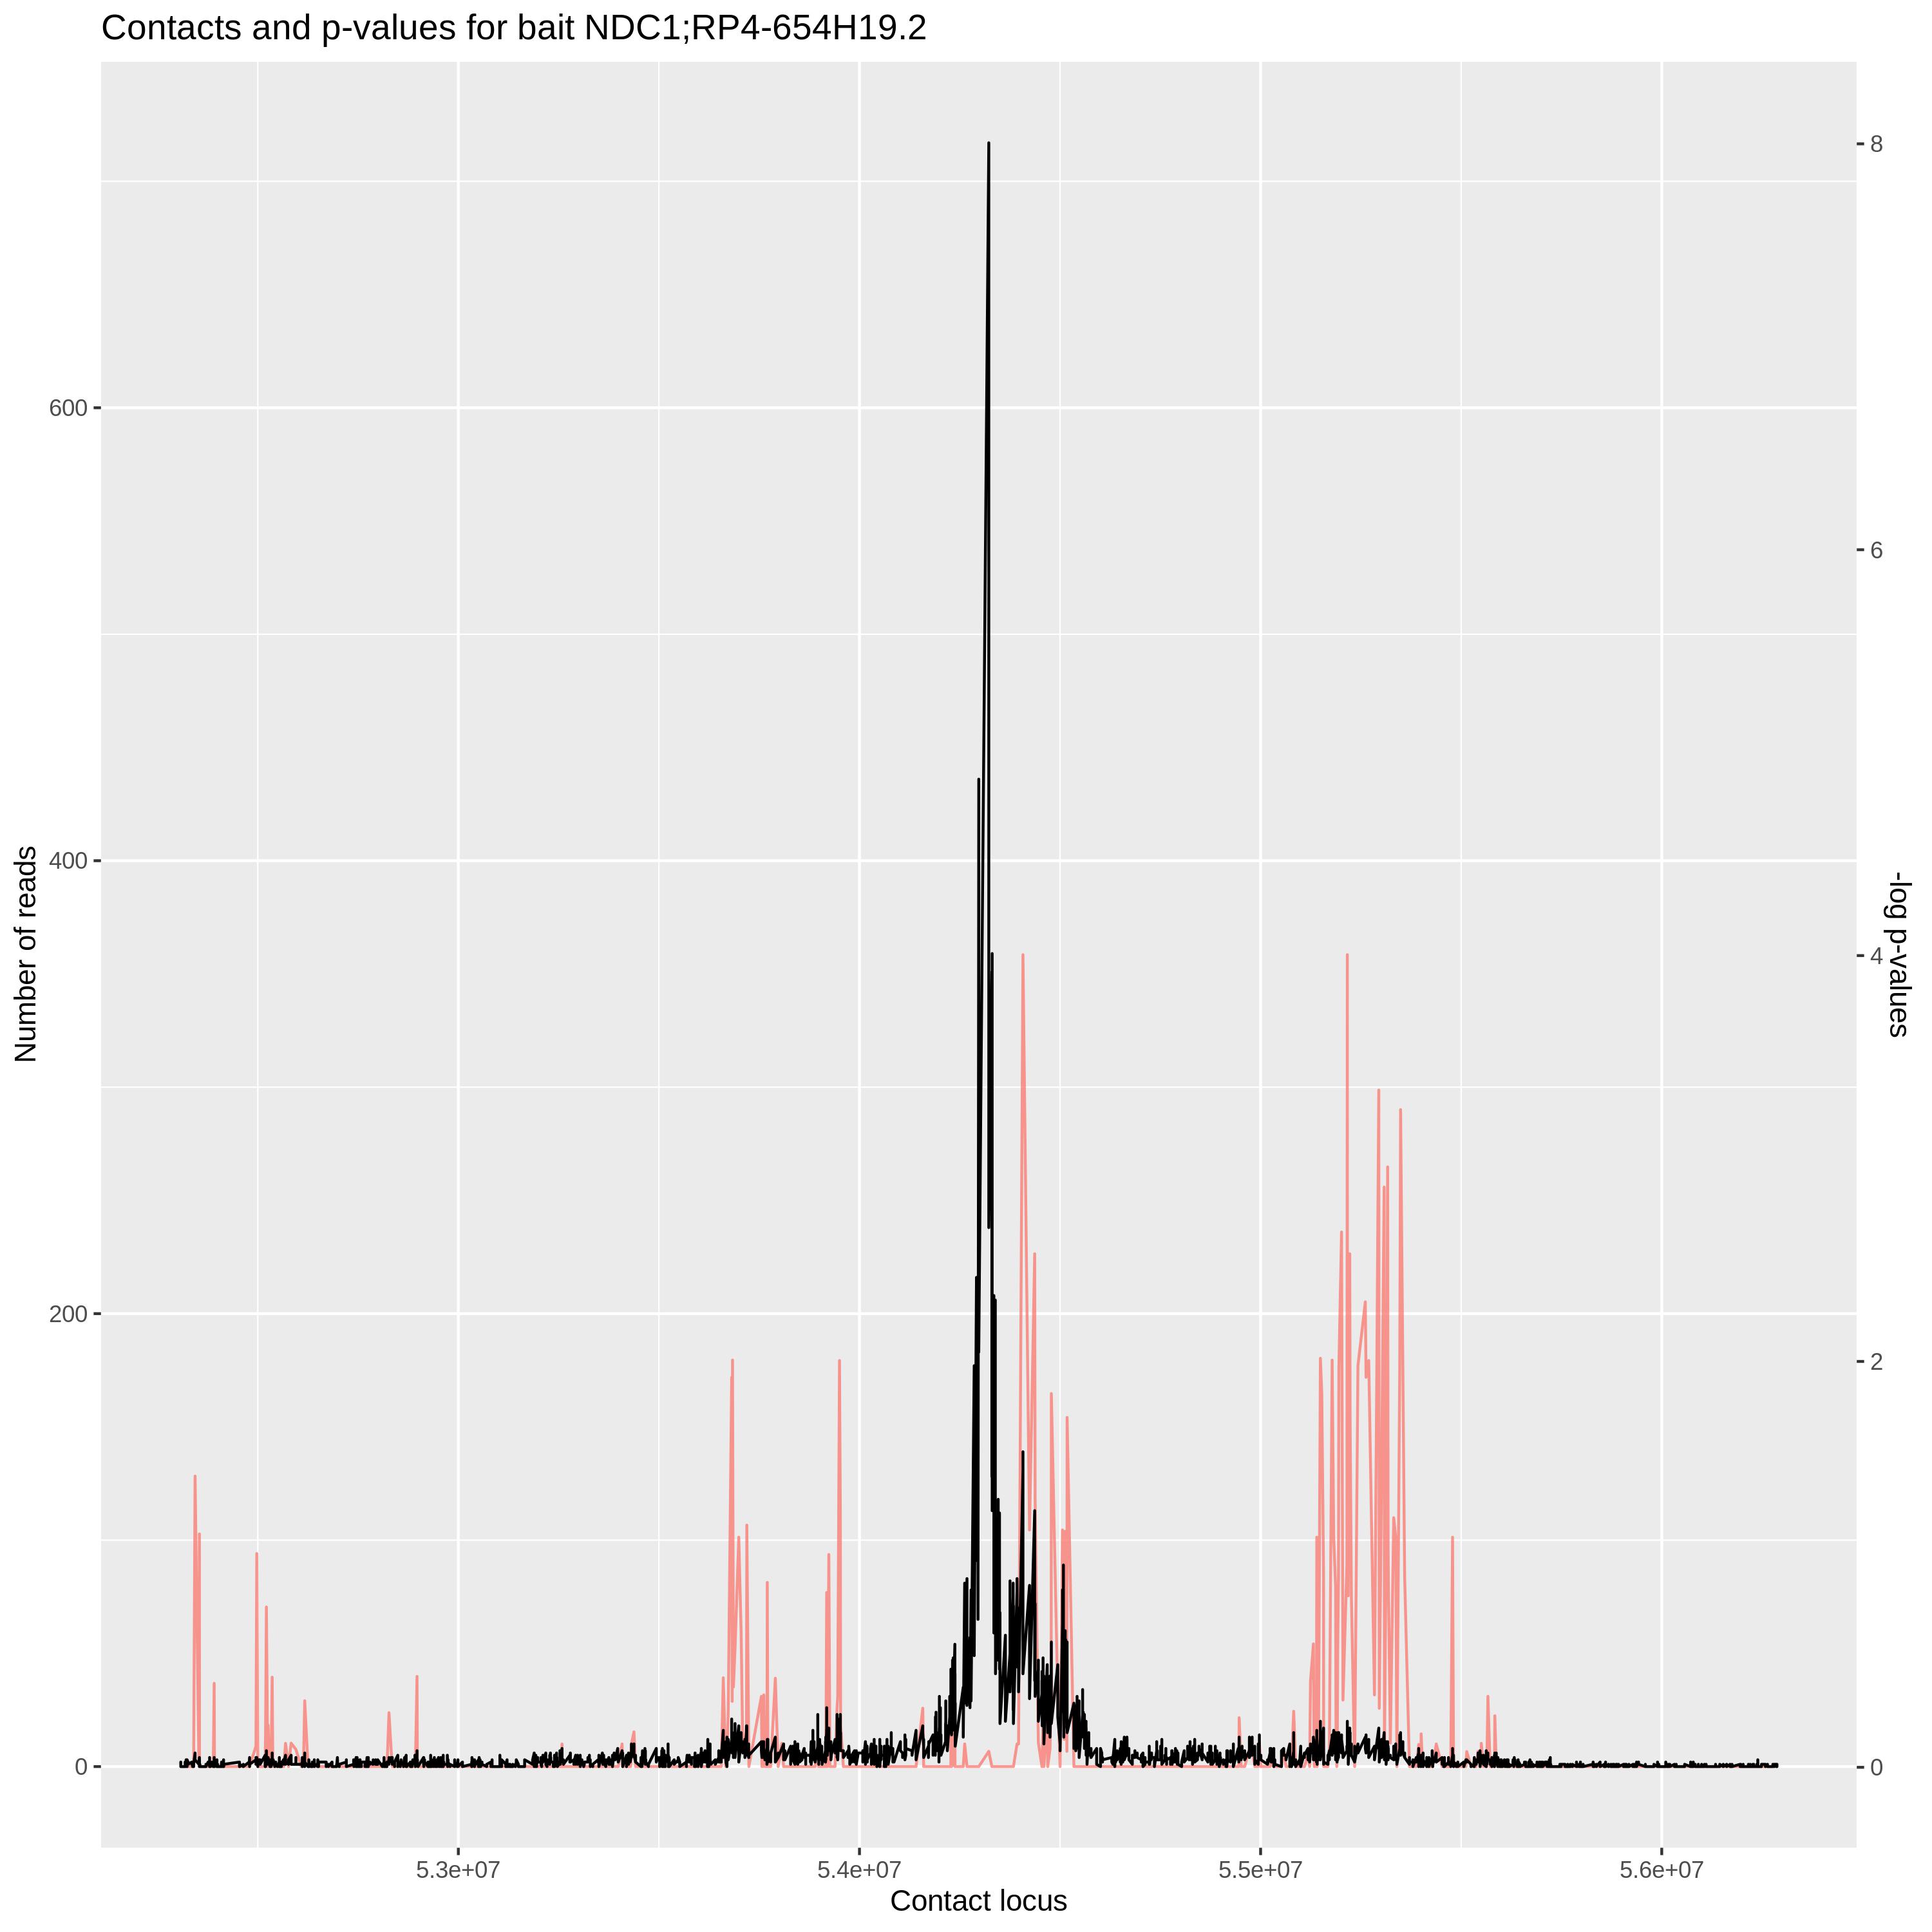 Contacts and p-values for bait NDC1;RP4-654H19.2
8
600
6
400
4
Number of reads
-log p-values
200
2
0
0
5.3e+07 5.4e+07 5.5e+07 5.6e+07
Contact locus